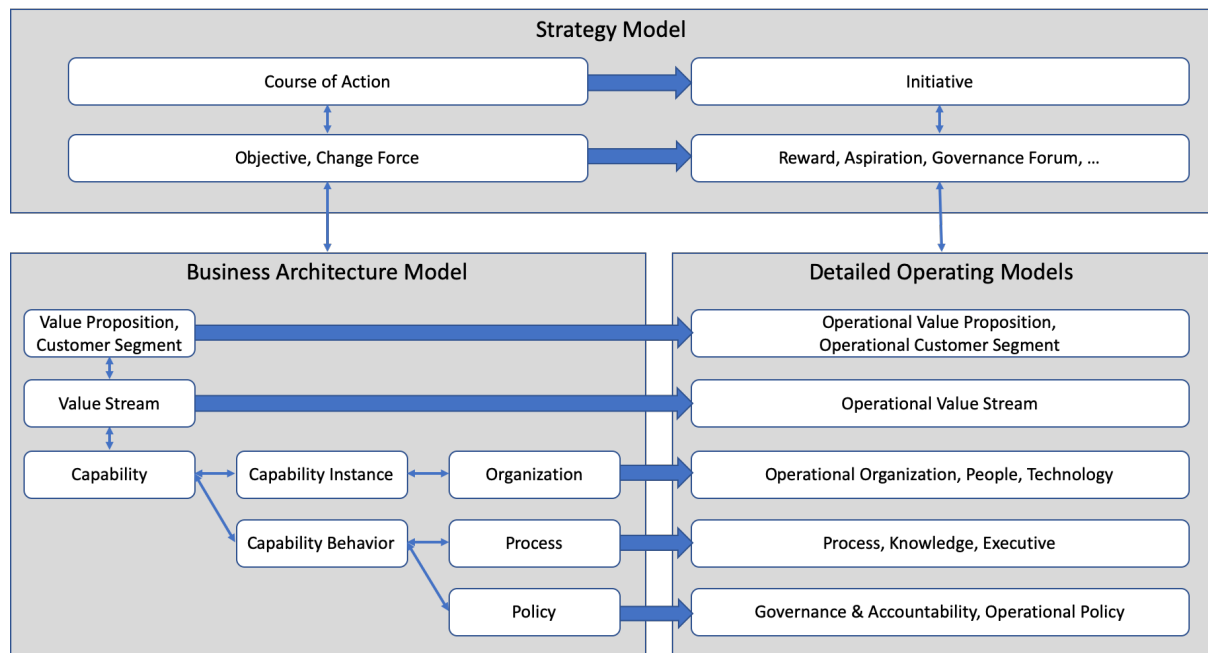 Strategy Model
Course of Action
Initiative
Objective, Change Force
Reward, Aspiration, Governance Forum, ...
Business Architecture Model
Detailed Operating Models
Value Proposition,
Customer Segment
Operational Value Proposition,
Operational Customer Segment
Value Stream
Operational Value Stream
Capability
Capability Instance
Organization
Operational Organization, People, Technology
Capability Behavior
Process
Process, Knowledge, Executive
Policy
Governance & Accountability, Operational Policy